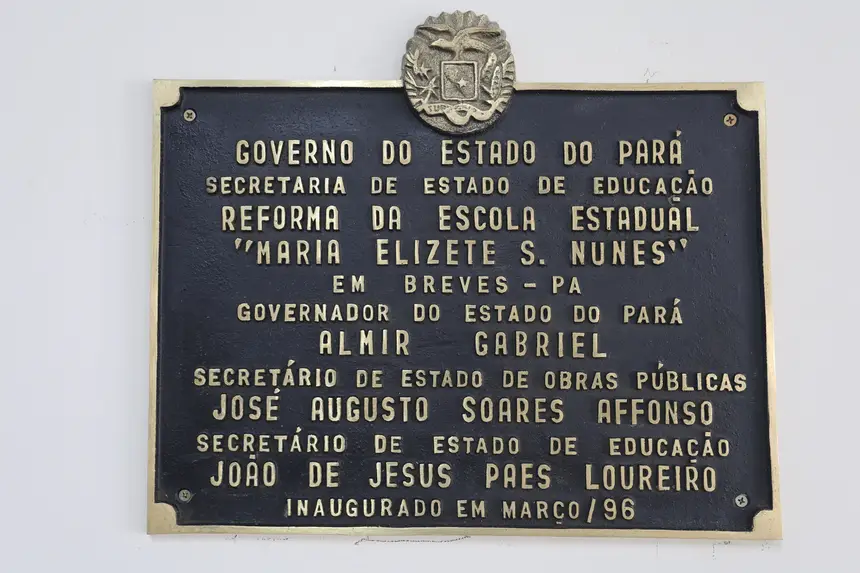 GOVERNO DO ESTADO DO PARÁ
SECRETARIA DE ESTADO DE EDUCAÇÃO
REFORMA DA ESCOLA ESTADUAL
"MARIA ELIZETE S. NUNES"
EM BREVES - PA
GOVERNADOR DO ESTADO DO PARÁ
ALMIR GABRIEL
SECRETÁRIO DE ESTADO DE OBRAS PÚBLICAS
JOSÉ AUGUSTO SOARES AFFONSO
SECRETÁRIO DE ESTADO DE EDUCAÇÃO
JOÃO DE JESUS PAES LOUREIRO
INAUGURADO EM MARÇO/96